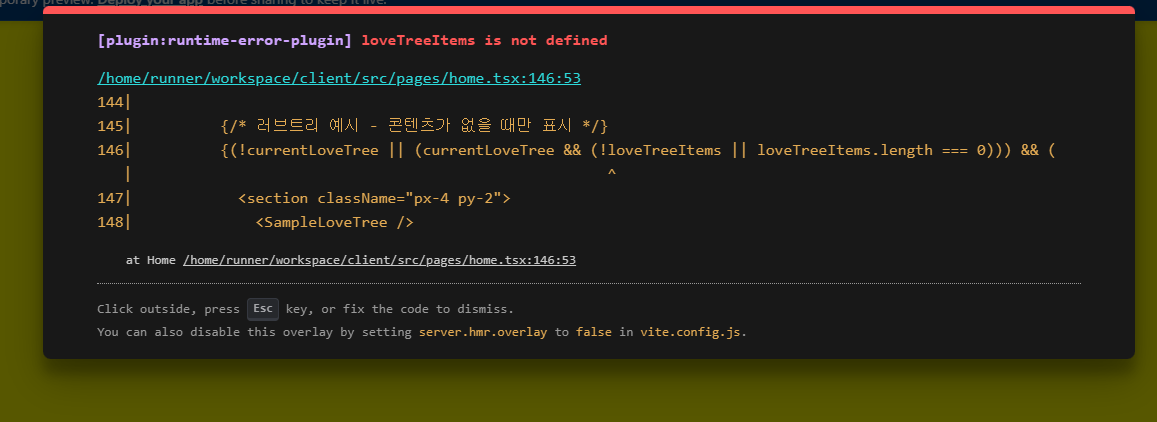 porary preview. Deploy your app before sharing to keep it live.
[plugin:runtime-error-plugin] loveTreeItems is not defined
/home/runner/workspace/client/src/pages/home.tsx:146:53
144|
145|          {/* 러브트리 예시 - 콘텐츠가 없을 때만 표시 */}
146|          {(!currentLoveTree || (currentLoveTree && (!loveTreeItems || loveTreeItems.length === 0))) && (
   |                                                       ^
147|            <section className="px-4 py-2">
148|              <SampleLoveTree />
at Home /home/runner/workspace/client/src/pages/home.tsx:146:53
Click outside, press Esc key, or fix the code to dismiss.
You can also disable this overlay by setting server.hmr.overlay to false in vite.config.js.